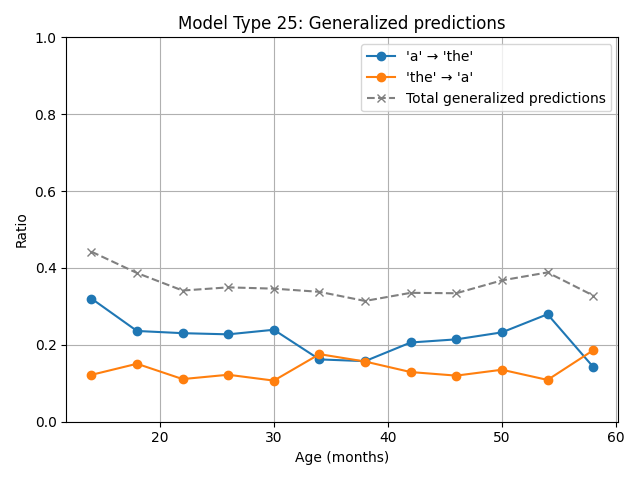 Model Type 25: Generalized predictions
'a' → 'the'
'the' → 'a'
Total generalized predictions
Ratio
1.0
0.8
0.6
0.4
0.2
0.0
20
30
40
50
60
Age (months)